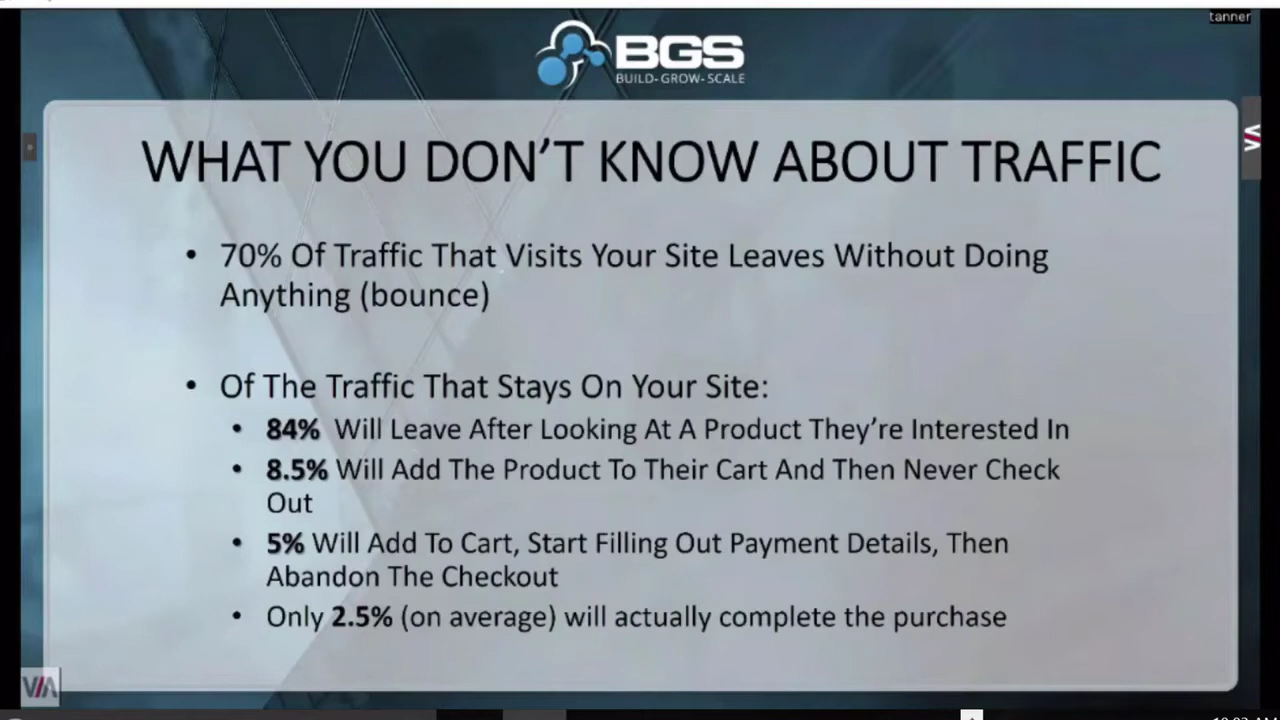 tanner
BGS
BUILD-GROW-SCALE
WHAT YOU DON'T KNOW ABOUT TRAFFIC
• 70% Of Traffic That Visits Your Site Leaves Without Doing
Anything (bounce)
• Of The Traffic That Stays On Your Site:
• 84% Will Leave After Looking At A Product They're Interested In
• 8.5% Will Add The Product To Their Cart And Then Never Check
Out
• 5% Will Add To Cart, Start Filling Out Payment Details, Then
Abandon The Checkout
• Only 2.5% (on average) will actually complete the purchase
VIA